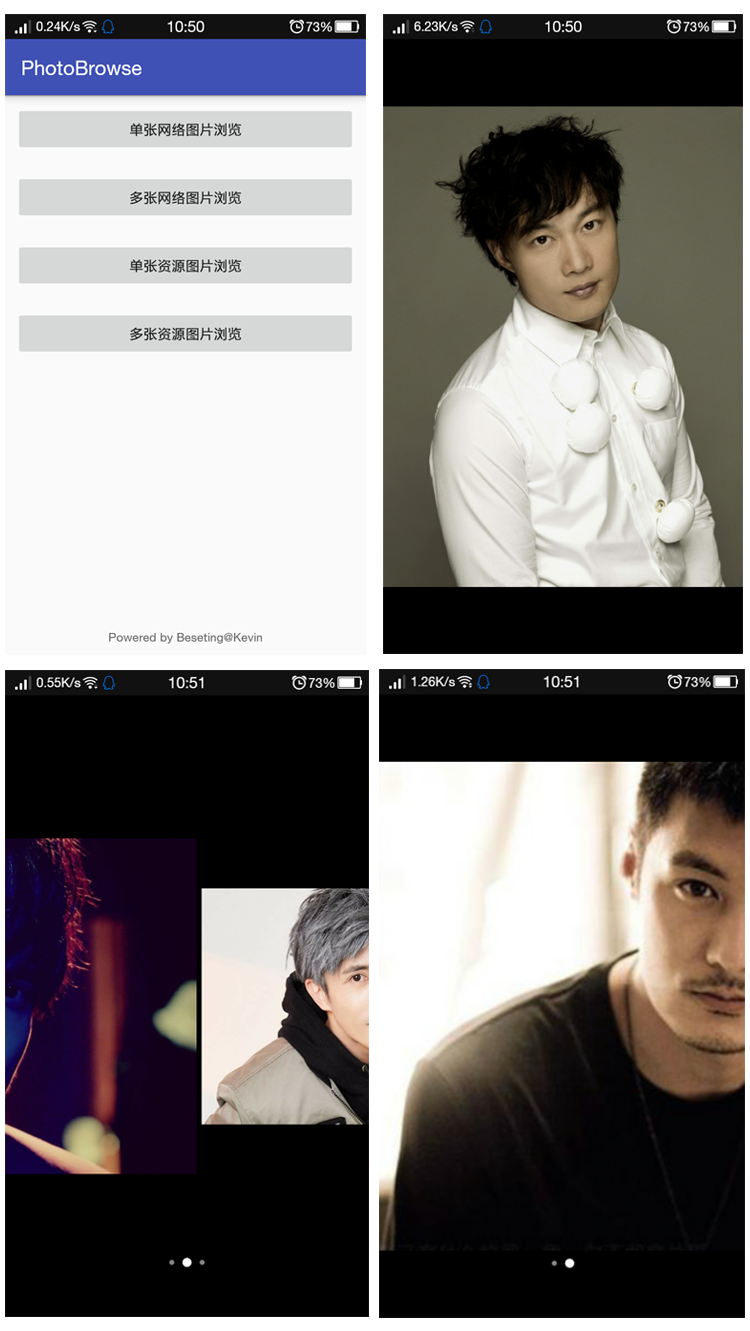 0.24K/s 10:50 73%
PhotoBrowse
单张网络图片浏览
多张网络图片浏览
单张资源图片浏览
多张资源图片浏览
Powered by Beseting@Kevin
6.23K/s 10:50 73%
0.55K/s 10:51 73%
1.26K/s 10:51 73%